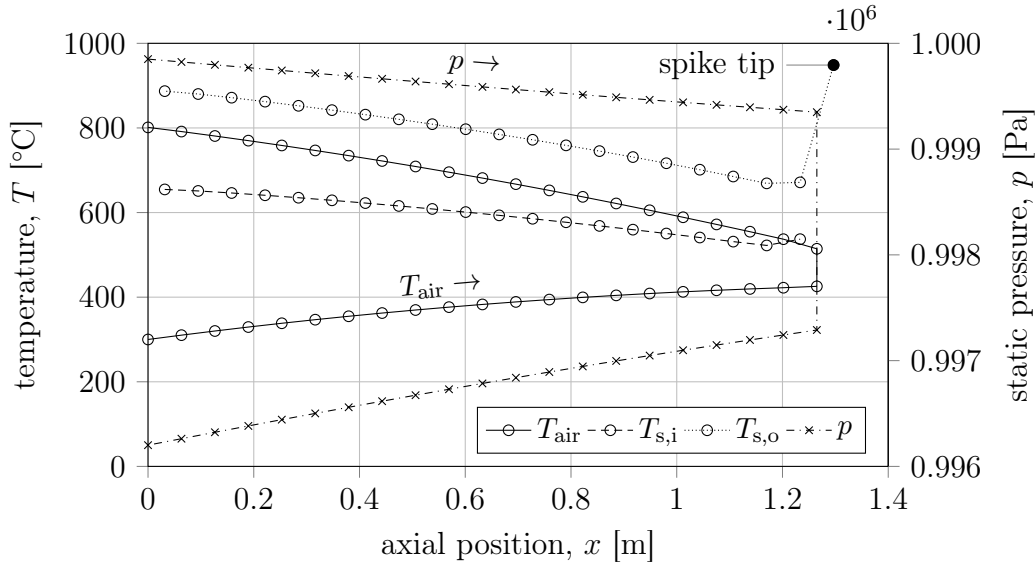 ·10⁶
1000
800
600
400
200
0
temperature, T [°C]
1.000
0.999
0.998
0.997
0.996
static pressure, p [Pa]
p →
spike tip
T_air →
T_air T_s,i T_s,o p
0 0.2 0.4 0.6 0.8 1 1.2 1.4
axial position, x [m]